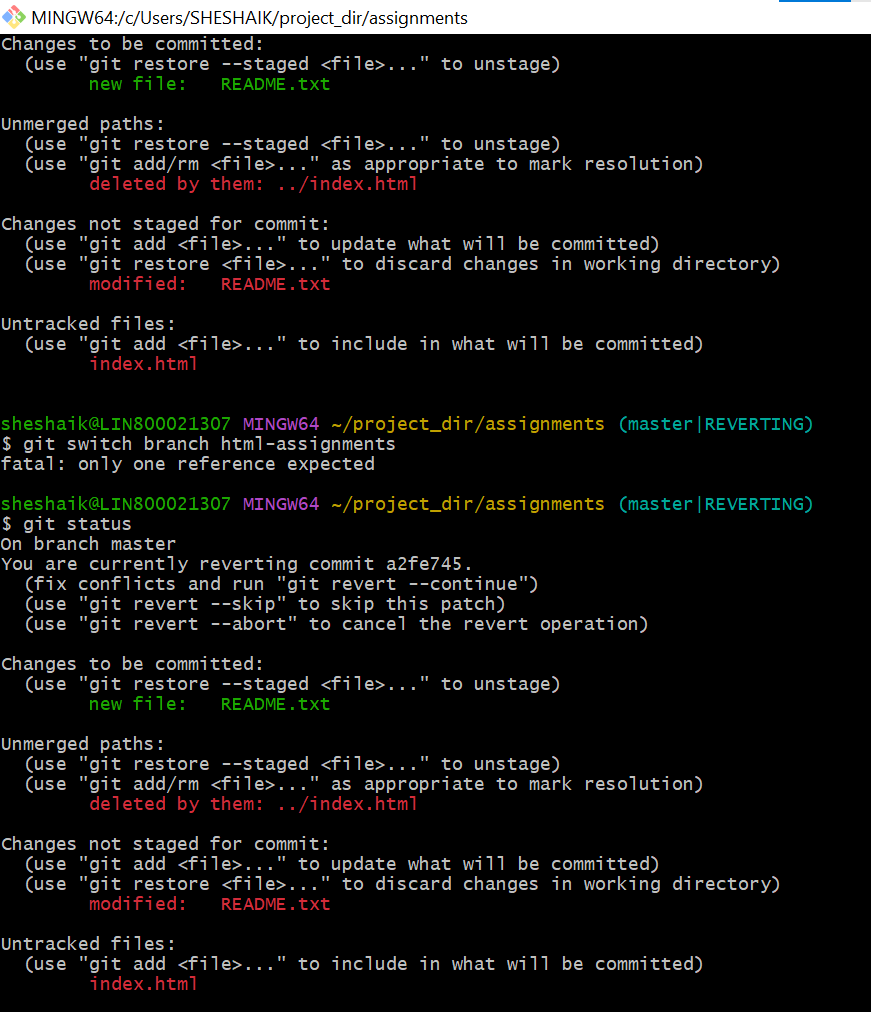 MINGW64:/c/Users/SHESHAIK/project_dir/assignments
Changes to be committed:
  (use "git restore --staged <file>..." to unstage)
        new file:   README.txt

Unmerged paths:
  (use "git restore --staged <file>..." to unstage)
  (use "git add/rm <file>..." as appropriate to mark resolution)
        deleted by them: ../index.html

Changes not staged for commit:
  (use "git add <file>..." to update what will be committed)
  (use "git restore <file>..." to discard changes in working directory)
        modified:   README.txt

Untracked files:
  (use "git add <file>..." to include in what will be committed)
        index.html


sheshaik@LIN800021307 MINGW64 ~/project_dir/assignments (master|REVERTING)
$ git switch branch html-assignments
fatal: only one reference expected

sheshaik@LIN800021307 MINGW64 ~/project_dir/assignments (master|REVERTING)
$ git status
On branch master
You are currently reverting commit a2fe745.
  (fix conflicts and run "git revert --continue")
  (use "git revert --skip" to skip this patch)
  (use "git revert --abort" to cancel the revert operation)

Changes to be committed:
  (use "git restore --staged <file>..." to unstage)
        new file:   README.txt

Unmerged paths:
  (use "git restore --staged <file>..." to unstage)
  (use "git add/rm <file>..." as appropriate to mark resolution)
        deleted by them: ../index.html

Changes not staged for commit:
  (use "git add <file>..." to update what will be committed)
  (use "git restore <file>..." to discard changes in working directory)
        modified:   README.txt

Untracked files:
  (use "git add <file>..." to include in what will be committed)
        index.html